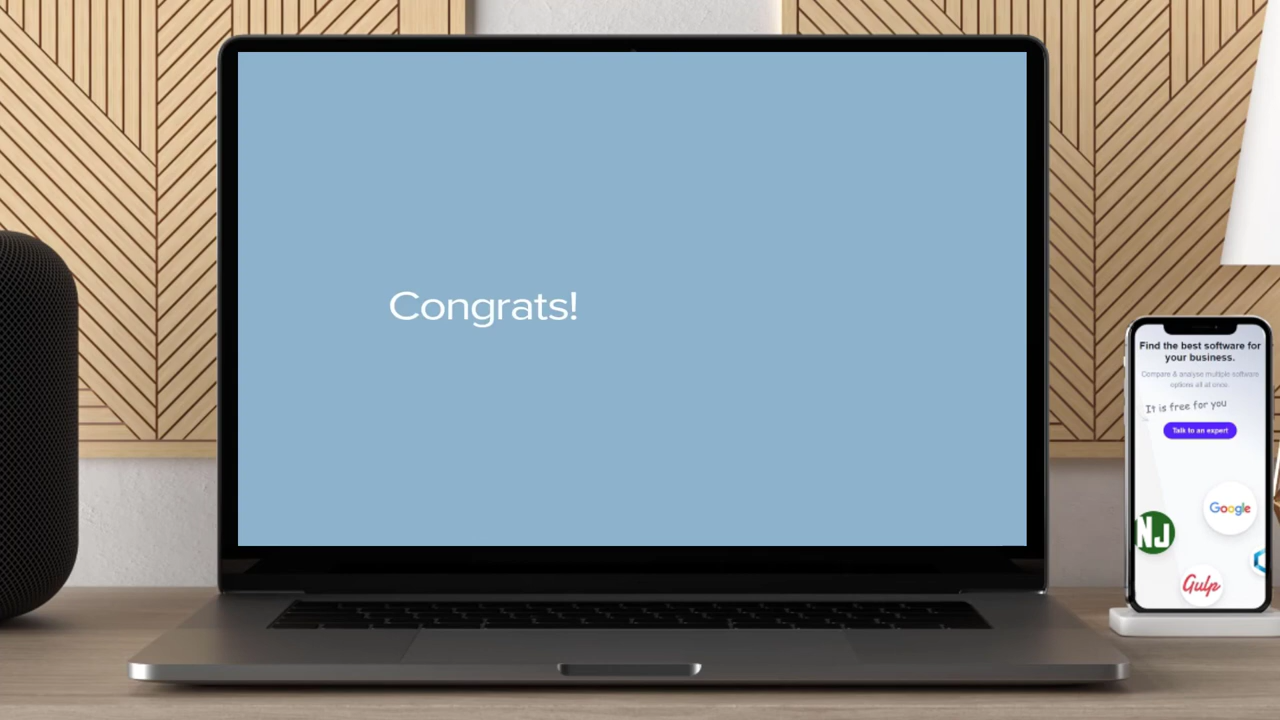 Congrats!
Find the best software for
your business.
Compare & analyse multiple software
options all at once.
It is free for you
Talk to an expert
Google
NJ
Gulp